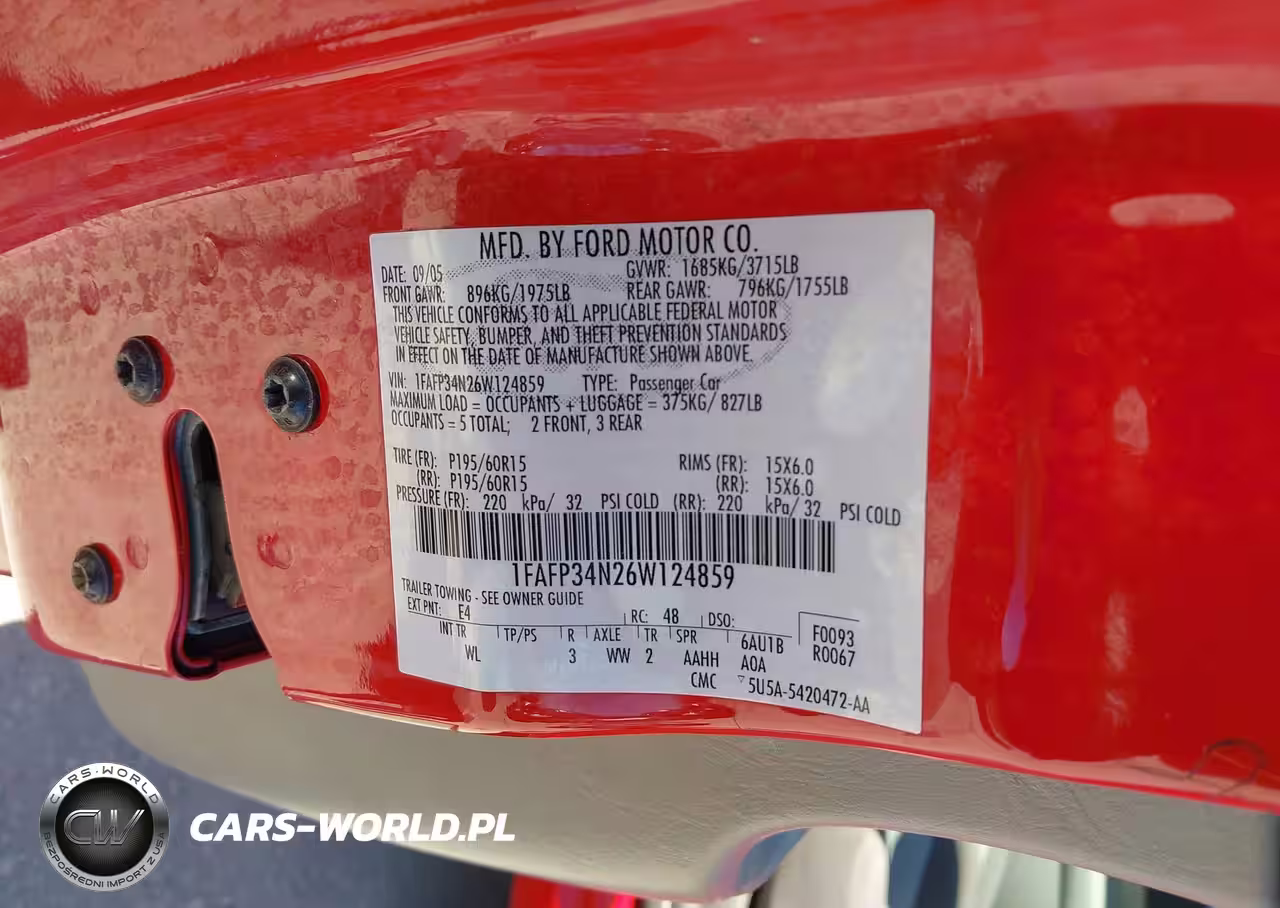 MFD. BY FORD MOTOR CO.
DATE: 09/05 GVWR: 1685KG/3715LB
FRONT GAWR: 896KG/1975LB REAR GAWR: 796KG/1755LB
THIS VEHICLE CONFORMS TO ALL APPLICABLE FEDERAL MOTOR
VEHICLE SAFETY, BUMPER, AND THEFT PREVENTION STANDARDS
IN EFFECT ON THE DATE OF MANUFACTURE SHOWN ABOVE.
VIN: 1FAFP34N26W124859 TYPE: Passenger Car
MAXIMUM LOAD = OCCUPANTS + LUGGAGE = 375KG/ 827LB
OCCUPANTS = 5 TOTAL; 2 FRONT, 3 REAR
TIRE (FR): P195/60R15 RIMS (FR): 15X6.0
(RR): P195/60R15 (RR): 15X6.0
PRESSURE (FR): 220 kPa/ 32 PSI COLD (RR): 220 kPa/ 32 PSI COLD
1FAFP34N26W124859
TRAILER TOWING - SEE OWNER GUIDE
EXT PNT: E4 RC: 48 DSO:
INT TR TP/PS R AXLE TR SPR 6AU1B F0093
WL 3 WW 2 AAHH A0A R0067
CMC 5U5A-5420472-AA
CARS-WORLD
CW
BEZPOŚREDNI IMPORT Z USA
CARS-WORLD.PL